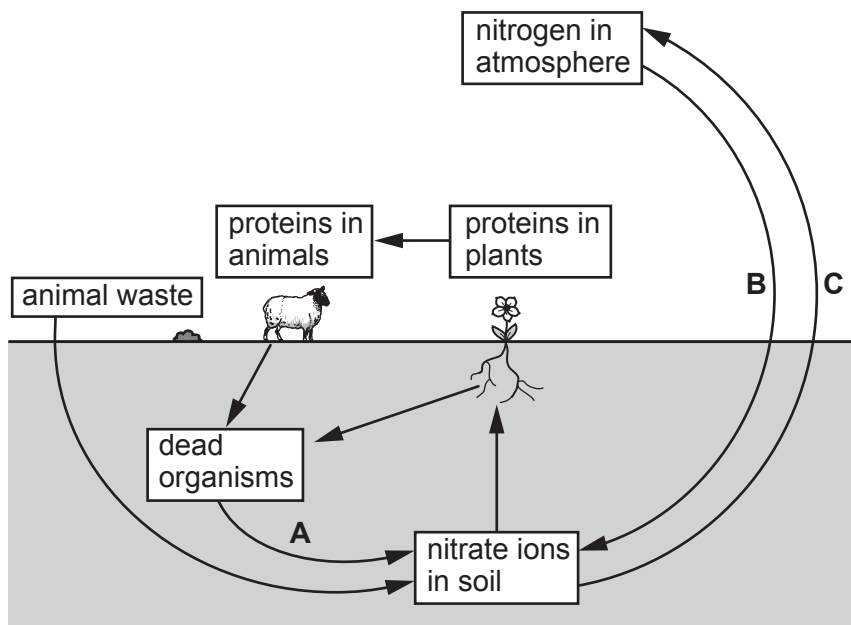 nitrogen in
atmosphere
proteins in
animals
proteins in
plants
animal waste
B
C
dead
organisms
A
nitrate ions
in soil